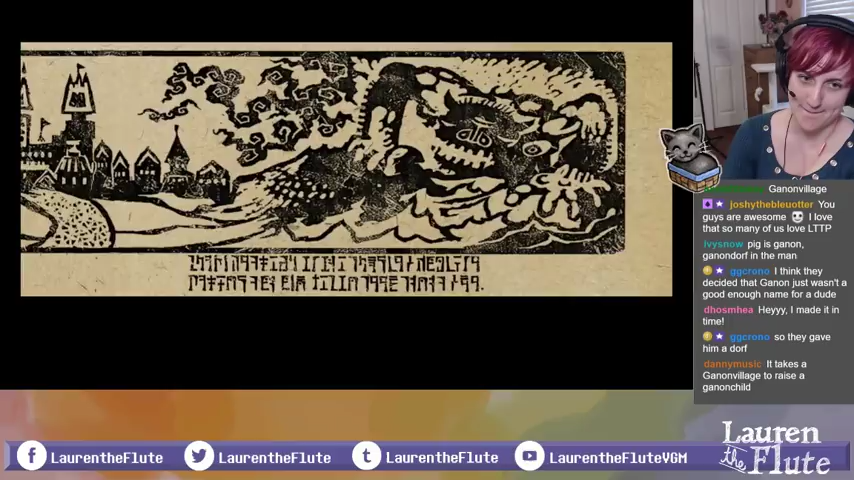 Ganonvillage
joshythebleuotter You
guys are awesome I love
that so many of us love LTTP
ivysnow pig is ganon,
ganondorf in the man
ggcrono I think they
decided that Ganon just wasn't a
good enough name for a dude
dhosmhea Heyyy, I made it in
time!
ggcrono so they gave
him a dorf
dannymusic It takes a
Ganonvillage to raise a
ganonchild
Lauren
the Flute
LaurentheFlute
LaurentheFlute
LaurentheFlute
LaurentheFluteVGM